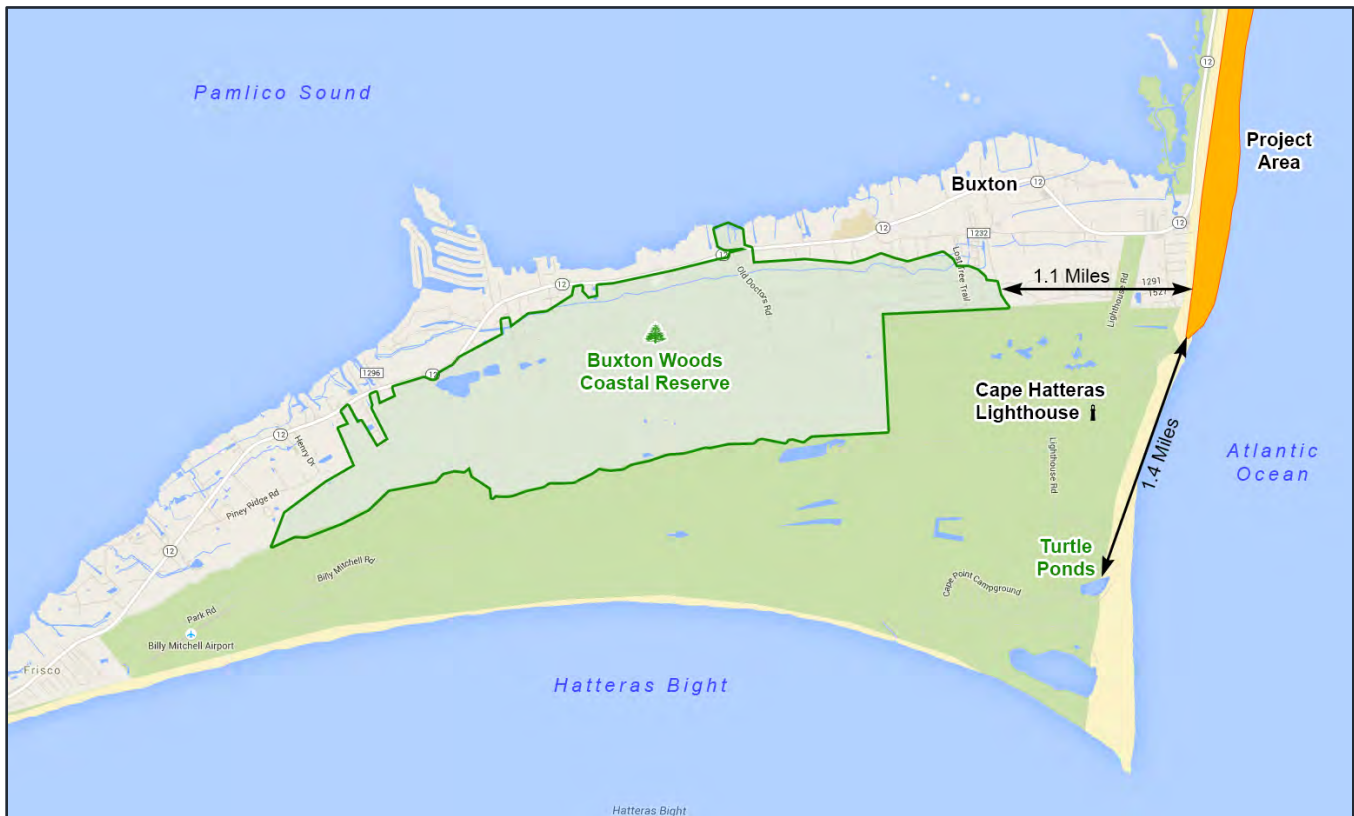 12
Pamlico Sound
Project
Area
Buxton
12
12
12
1232
12
Old Doctors Rd
Lost Tree Trail
1.1 Miles
Lighthouse Rd
1291
12
Buxton Woods
Coastal Reserve
1296
12
Cape Hatteras
Lighthouse
12
Henry Dr
Lighthouse Rd
1.4 Miles
Atlantic
Ocean
Piney Ridge Rd
12
Turtle
Ponds
Billy Mitchell Rd
Cape Point Campground
Park Rd
Billy Mitchell Airport
Frisco
Hatteras Bight
Hatteras Bight